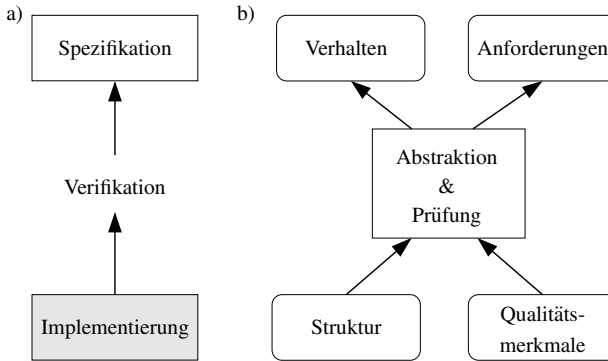 a)
Spezifikation
Verifikation
Implementierung
b)
Verhalten
Anforderungen
Abstraktion
&
Prüfung
Struktur
Qualitäts-
merkmale